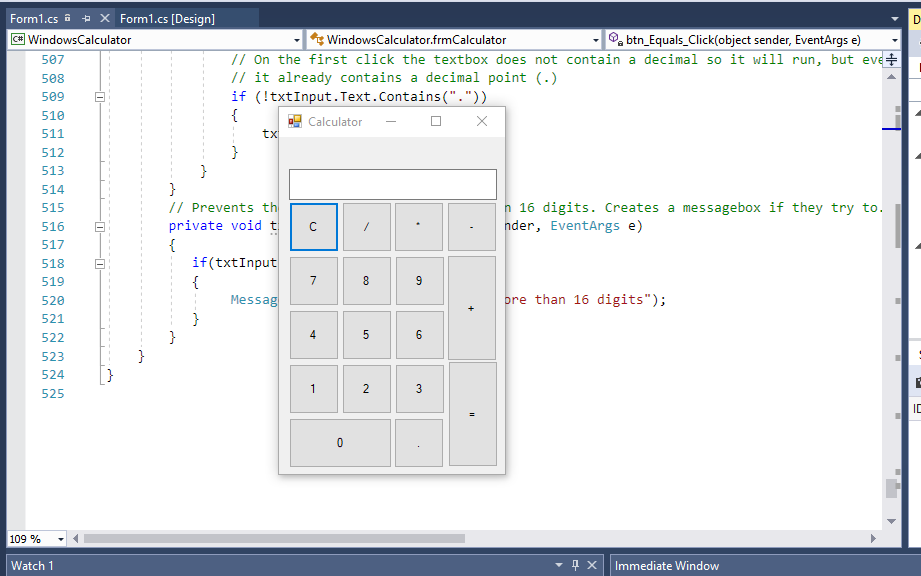 Form1.cs Form1.cs [Design]
C# WindowsCalculator WindowsCalculator.frmCalculator btn_Equals_Click(object sender, EventArgs e)
507 // On the first click the textbox does not contain a decimal so it will run, but eve
508 // it already contains a decimal point (.)
509 if (!txtInput.Text.Contains("."))
510 {
511 tx
512 }
513 }
514 }
515 // Prevents th n 16 digits. Creates a messagebox if they try to.
516 private void t nder, EventArgs e)
517 {
518 if(txtInput
519 {
520 Messag ore than 16 digits");
521 }
522 }
523 }
524 }
525
Calculator
C / * -
7 8 9 +
4 5 6
1 2 3 =
0 .
109 %
Watch 1 Immediate Window
D
ID